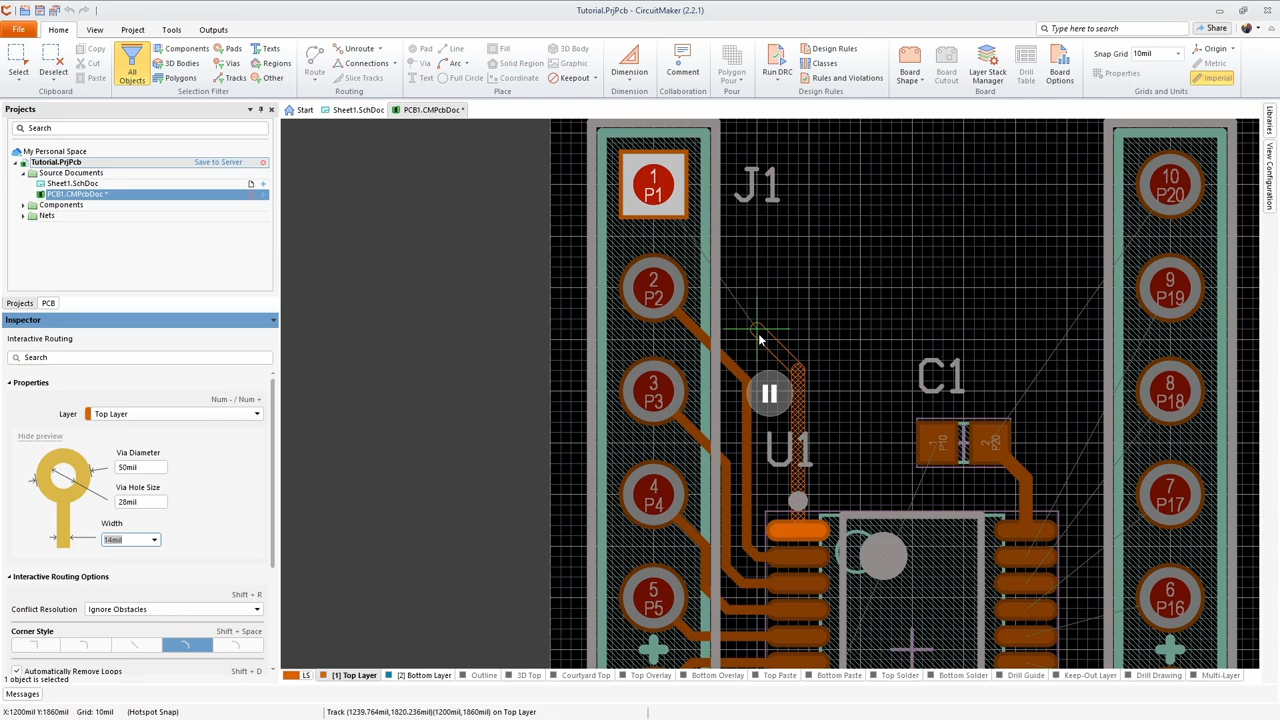 Tutorial.PrjPcb - CircuitMaker (2.2.1)
File Home View Project Tools Outputs
Type here to search Share
Select
Deselect
Copy
Cut
Paste
Clipboard
All Objects
Components Pads Texts
3D Bodies Vias Regions
Polygons Tracks Other
Selection Filter
Route
Unroute
Connections
Slice Tracks
Routing
Pad Line Fill 3D Body
Via Arc Solid Region Graphic
Text Full Circle Coordinate Keepout
Place
Dimension
Dimension
Comment
Collaboration
Polygon Pour
Pour
Run DRC
Design Rules
Classes
Rules and Violations
Design Rules
Board Shape
Board Cutout
Layer Stack Manager
Drill Table
Board Options
Board
Snap Grid 10mil
Properties
Origin
Metric
Imperial
Grids and Units
Projects
Start Sheet1.SchDoc PCB1.CMPcbDoc *
Search
My Personal Space
Tutorial.PrjPcb Save to Server
Source Documents
Sheet1.SchDoc
PCB1.CMPcbDoc *
Components
Nets
Projects PCB
Inspector
Interactive Routing
Search
Properties
Num - / Num +
Layer Top Layer
Hide preview
Via Diameter
50mil
Via Hole Size
28mil
Width
14mil
Interactive Routing Options
Shift + R
Conflict Resolution Ignore Obstacles
Shift + Space
Corner Style
Automatically Remove Loops Shift + D
1 object is selected
1
P1
J1
2
P2
3
P3
4
P4
5
P5
U1
C1
1
P10
2
P20
10
P20
9
P19
8
P18
7
P17
6
P16
Libraries
View Configuration
LS [1] Top Layer [2] Bottom Layer Outline 3D Top Courtyard Top Top Overlay Bottom Overlay Top Paste Bottom Paste Top Solder Bottom Solder Drill Guide Keep-Out Layer Drill Drawing Multi-Layer
Messages
X:1200mil Y:1860mil Grid: 10mil (Hotspot Snap) Track (1239.764mil,1820.236mil)(1200mil,1860mil) on Top Layer